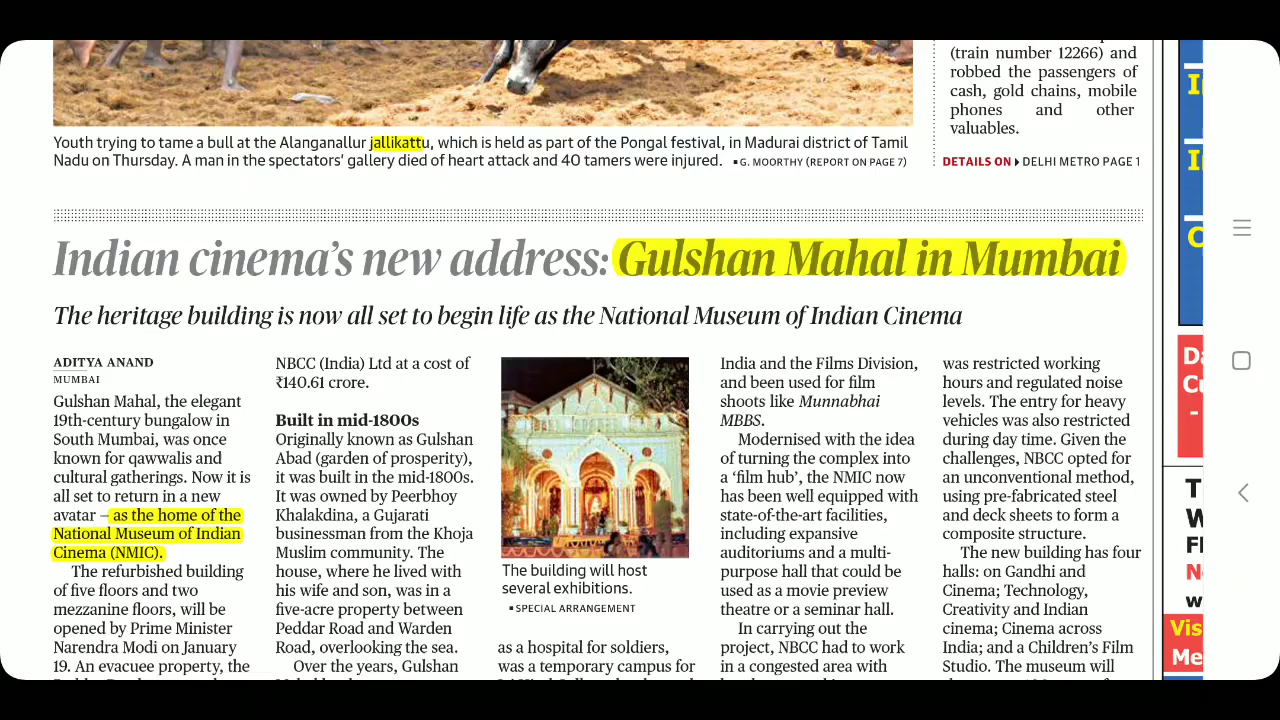 (train number 12266) and
robbed the passengers of
cash, gold chains, mobile
phones and other
valuables.
DETAILS ON DELHI METRO PAGE 1
Youth trying to tame a bull at the Alanganallur jallikattu, which is held as part of the Pongal festival, in Madurai district of Tamil
Nadu on Thursday. A man in the spectators' gallery died of heart attack and 40 tamers were injured. ▪ G. MOORTHY (REPORT ON PAGE 7)
Indian cinema's new address: Gulshan Mahal in Mumbai
The heritage building is now all set to begin life as the National Museum of Indian Cinema
ADITYA ANAND
MUMBAI
Gulshan Mahal, the elegant
19th-century bungalow in
South Mumbai, was once
known for qawwalis and
cultural gatherings. Now it is
all set to return in a new
avatar – as the home of the
National Museum of Indian
Cinema (NMIC).
The refurbished building
of five floors and two
mezzanine floors, will be
opened by Prime Minister
Narendra Modi on January
19. An evacuee property, the
NBCC (India) Ltd at a cost of
₹140.61 crore.
Built in mid-1800s
Originally known as Gulshan
Abad (garden of prosperity),
it was built in the mid-1800s.
It was owned by Peerbhoy
Khalakdina, a Gujarati
businessman from the Khoja
Muslim community. The
house, where he lived with
his wife and son, was in a
five-acre property between
Peddar Road and Warden
Road, overlooking the sea.
Over the years, Gulshan
The building will host
several exhibitions.
▪ SPECIAL ARRANGEMENT
as a hospital for soldiers,
was a temporary campus for
India and the Films Division,
and been used for film
shoots like Munnabhai
MBBS.
Modernised with the idea
of turning the complex into
a 'film hub', the NMIC now
has been well equipped with
state-of-the-art facilities,
including expansive
auditoriums and a multi-
purpose hall that could be
used as a movie preview
theatre or a seminar hall.
In carrying out the
project, NBCC had to work
in a congested area with
was restricted working
hours and regulated noise
levels. The entry for heavy
vehicles was also restricted
during day time. Given the
challenges, NBCC opted for
an unconventional method,
using pre-fabricated steel
and deck sheets to form a
composite structure.
The new building has four
halls: on Gandhi and
Cinema; Technology,
Creativity and Indian
cinema; Cinema across
India; and a Children's Film
Studio. The museum will
Vis
Me